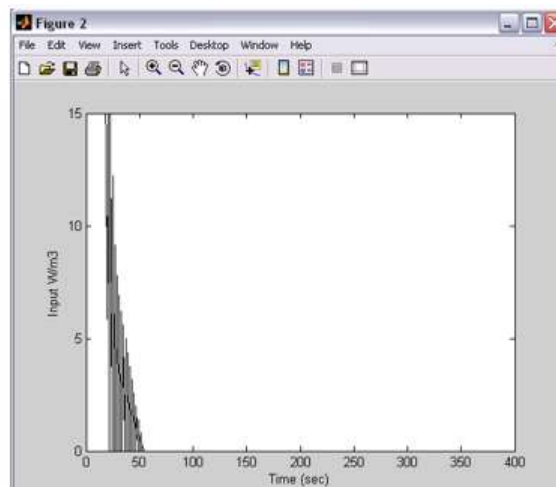 Figure 2
File Edit View Insert Tools Desktop Window Help
15
10
5
0
Input W/m3
0 50 100 150 200 250 300 350 400
Time (sec)